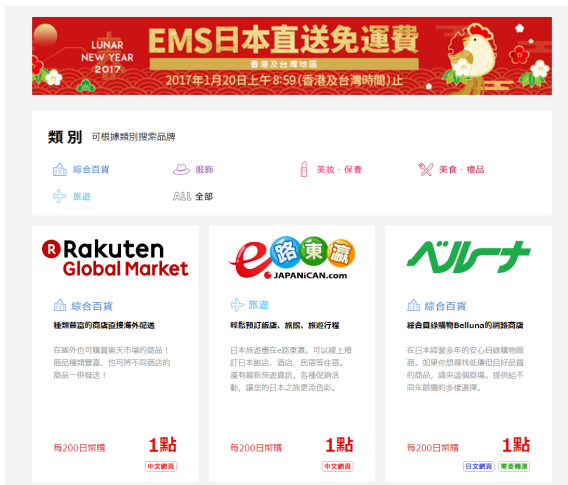 LUNAR
NEW YEAR
2017
EMS日本直送免運費
香港及台灣地區
2017年1月20日上午8:59(香港及台灣時間)止
類別 可根據類別搜索品牌
綜合百貨 服飾 美妝・保養 美食・禮品
旅遊 ALL 全部
R Rakuten
Global Market
綜合百貨
種類豐富的商店直接海外配送
在國外也可購買樂天市場的商品！
商品種類豐富、也可將不同商店的
商品一併發送！
每200日幣贈 1點
中文網頁
e路東瀛
JAPANiCAN.com
旅遊
輕鬆預訂飯店、旅館、旅遊行程
日本旅遊盡在e路東瀛。可以線上預
訂日本飯店、酒店、民宿等住宿。
還有最新旅遊資訊，各種促銷活
動，讓您的日本之旅更添色彩。
每200日幣贈 1點
中文網頁
ベルーナ
綜合百貨
綜合目錄購物Belluna的網路商店
在日本經營多年的安心目錄購物廠
商。如果你想尋找低價但且好品質
的商品，請來這個商場。提供給不
同年齡層的多樣選擇。
每200日幣贈 1點
日文網頁 需要轉運